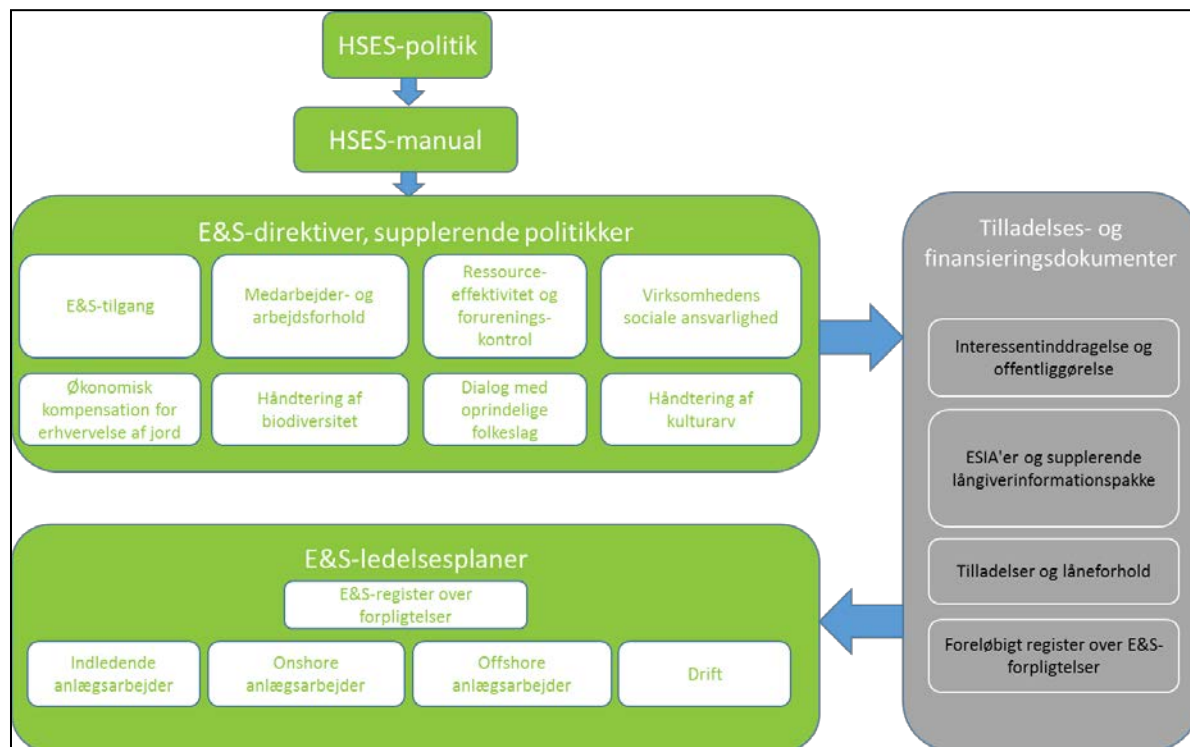 HSES-politik
HSES-manual
E&S-direktiver, supplerende politikker
E&S-tilgang
Medarbejder- og
arbejdsforhold
Ressource-
effektivitet og
forurenings-
kontrol
Virksomhedens
sociale ansvarlighed
Økonomisk
kompensation for
erhvervelse af jord
Håndtering af
biodiversitet
Dialog med
oprindelige
folkeslag
Håndtering af
kulturarv
Tilladelses- og
finansieringsdokumenter
Interessentinddragelse og
offentliggørelse
ESIA'er og supplerende
långiverinformationspakke
Tilladelser og låneforhold
Foreløbigt register over E&S-
forpligtelser
E&S-ledelsesplaner
E&S-register over
forpligtelser
Indledende
anlægsarbejder
Onshore
anlægsarbejder
Offshore
anlægsarbejder
Drift